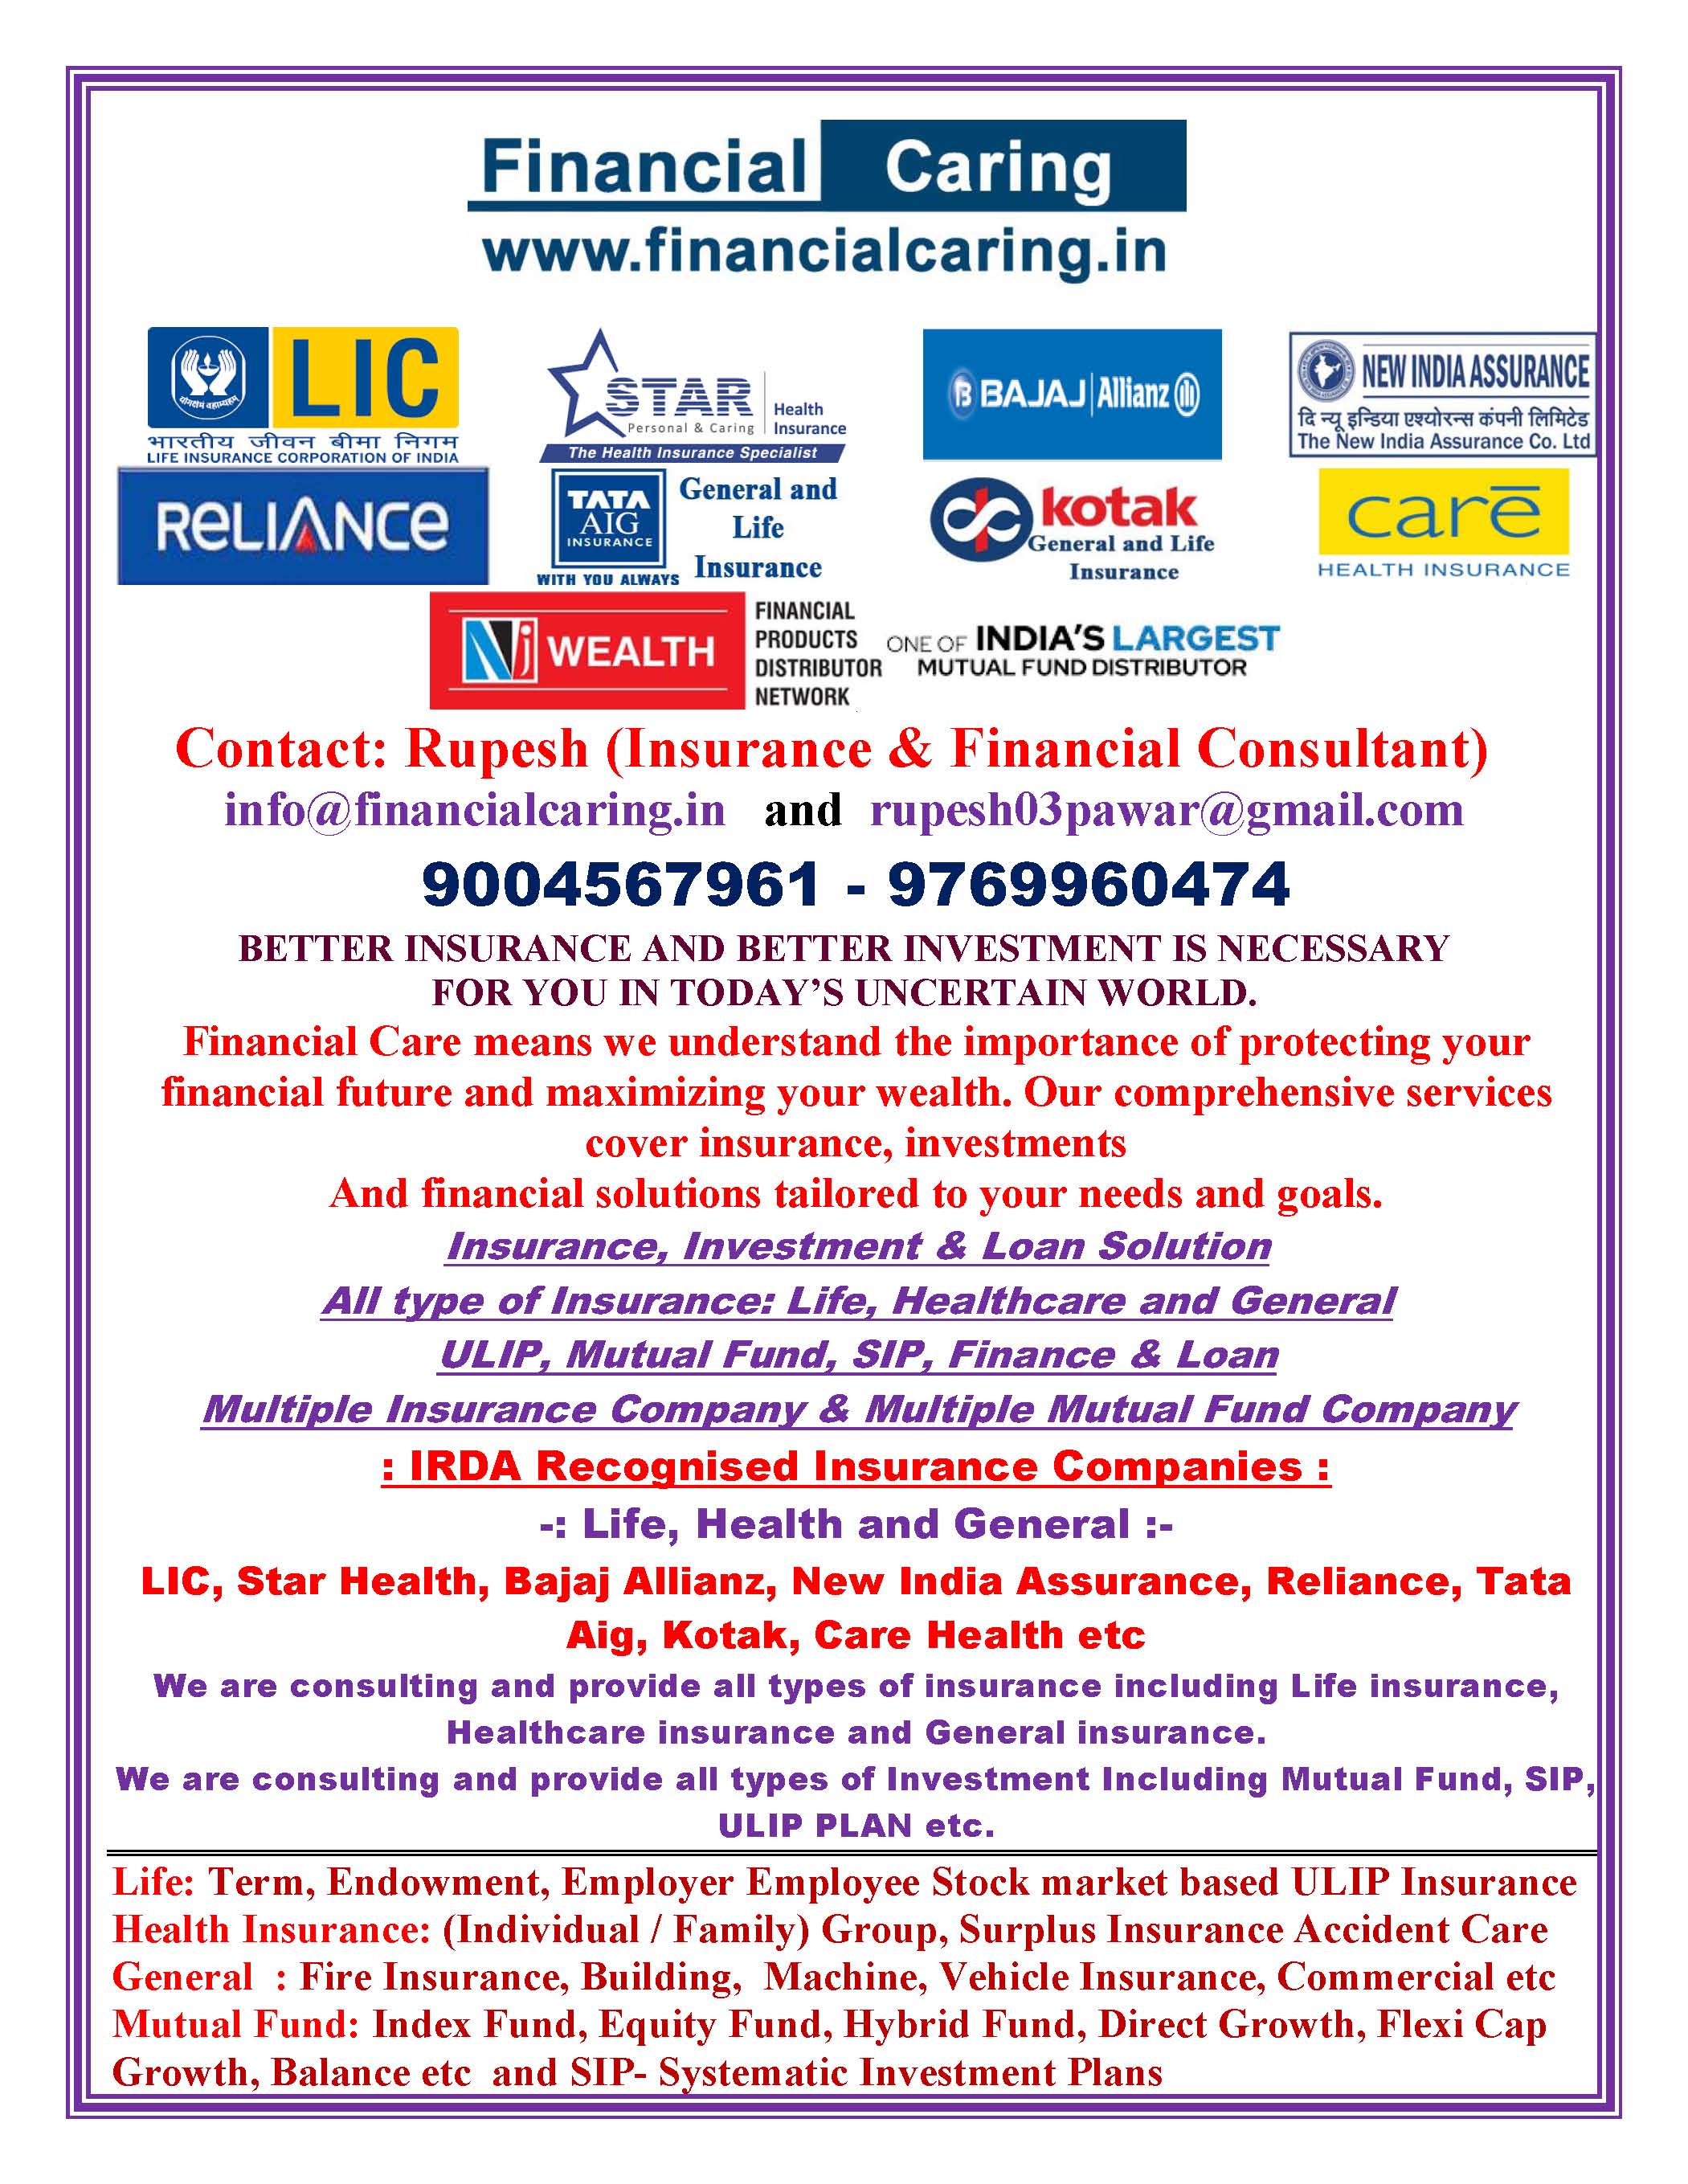 Financial Caring
www.financialcaring.in
LIC
भारतीय जीवन बीमा निगम
LIFE INSURANCE CORPORATION OF INDIA
STAR Health
Personal & Caring Insurance
The Health Insurance Specialist
BAJAJ Allianz
NEW INDIA ASSURANCE
दि न्यू इन्डिया एश्योरन्स कंपनी लिमिटेड
The New India Assurance Co. Ltd
RELIANCE
TATA
AIG
INSURANCE
WITH YOU ALWAYS
General and
Life
Insurance
kotak
General and Life
Insurance
care
HEALTH INSURANCE
Nj WEALTH
FINANCIAL
PRODUCTS
DISTRIBUTOR
NETWORK
ONE OF INDIA'S LARGEST
MUTUAL FUND DISTRIBUTOR
Contact: Rupesh (Insurance & Financial Consultant)
info@financialcaring.in and rupesh03pawar@gmail.com
9004567961 - 9769960474
BETTER INSURANCE AND BETTER INVESTMENT IS NECESSARY
FOR YOU IN TODAY’S UNCERTAIN WORLD.
Financial Care means we understand the importance of protecting your
financial future and maximizing your wealth. Our comprehensive services
cover insurance, investments
And financial solutions tailored to your needs and goals.
Insurance, Investment & Loan Solution
All type of Insurance: Life, Healthcare and General
ULIP, Mutual Fund, SIP, Finance & Loan
Multiple Insurance Company & Multiple Mutual Fund Company
: IRDA Recognised Insurance Companies :
-: Life, Health and General :-
LIC, Star Health, Bajaj Allianz, New India Assurance, Reliance, Tata
Aig, Kotak, Care Health etc
We are consulting and provide all types of insurance including Life insurance,
Healthcare insurance and General insurance.
We are consulting and provide all types of Investment Including Mutual Fund, SIP,
ULIP PLAN etc.
Life: Term, Endowment, Employer Employee Stock market based ULIP Insurance
Health Insurance: (Individual / Family) Group, Surplus Insurance Accident Care
General : Fire Insurance, Building, Machine, Vehicle Insurance, Commercial etc
Mutual Fund: Index Fund, Equity Fund, Hybrid Fund, Direct Growth, Flexi Cap
Growth, Balance etc and SIP- Systematic Investment Plans